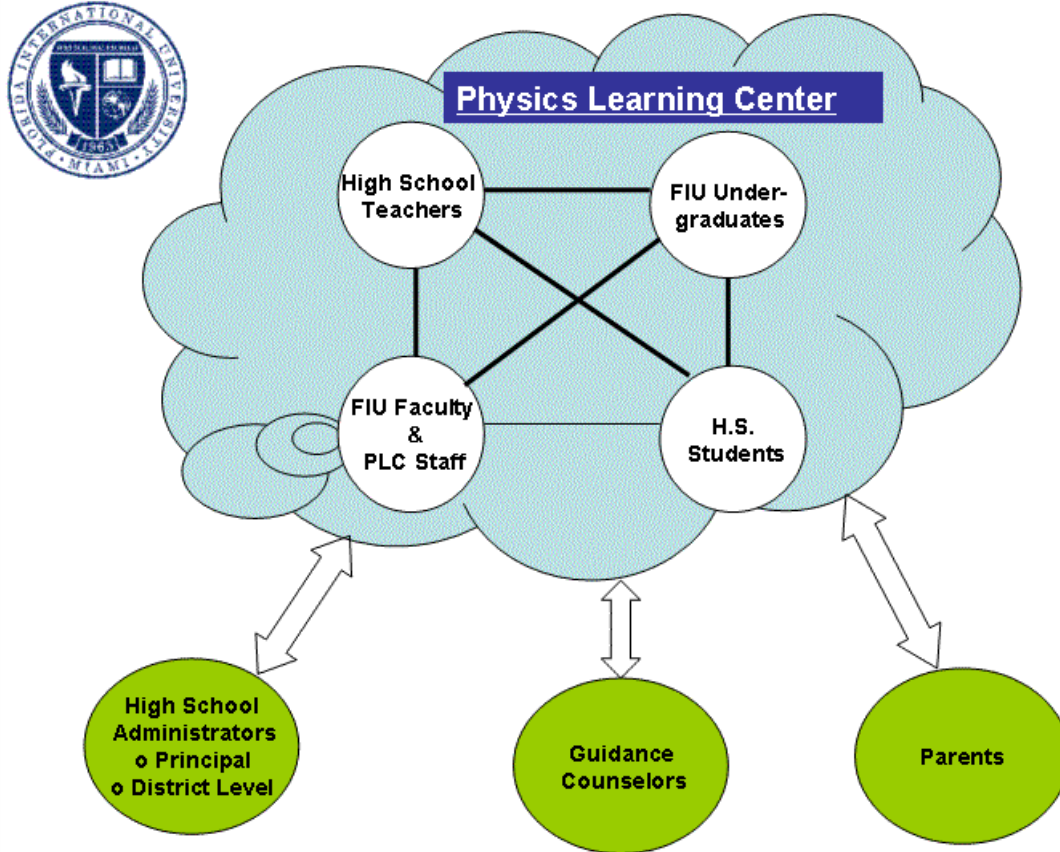 FLORIDA INTERNATIONAL UNIVERSITY
MIAMI
1965
Physics Learning Center
High School
Teachers
FIU Under-
graduates
FIU Faculty
&
PLC Staff
H.S.
Students
High School
Administrators
o Principal
o District Level
Guidance
Counselors
Parents